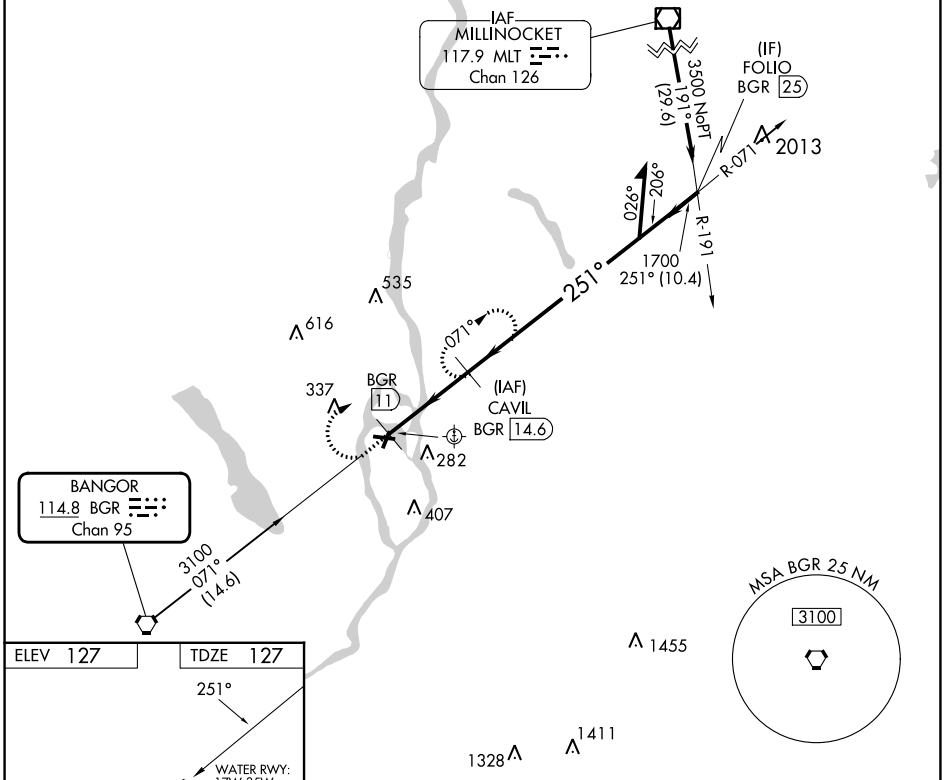 IAF
MILLINOCKET
117.9 MLT
Chan 126
3500 NoPT
191°
(29.6)
(IF)
FOLIO
BGR 25
R-071
2013
026°
206°
R-191
1700
251° (10.4)
251°
535
616
071°
337
BGR
11
(IAF)
CAVIL
BGR 14.6
282
407
BANGOR
114.8 BGR
Chan 95
3100
071°
(14.6)
MSA BGR 25 NM
3100
1455
1411
1328
ELEV 127
TDZE 127
251°
WATER RWY: